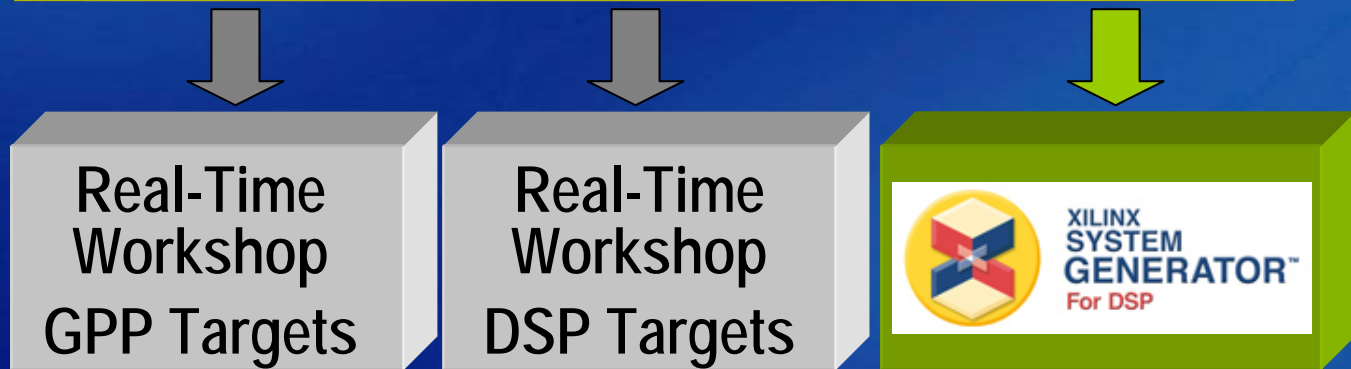 Real-Time
Workshop
GPP Targets
Real-Time
Workshop
DSP Targets
XILINX
SYSTEM
GENERATOR™
For DSP